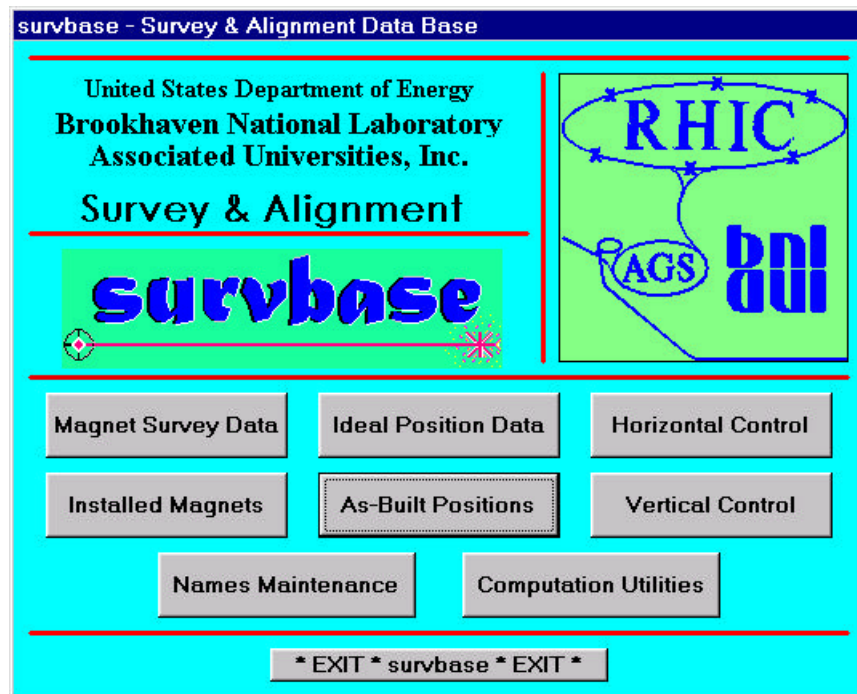 survbase - Survey & Alignment Data Base
United States Department of Energy
Brookhaven National Laboratory
Associated Universities, Inc.
Survey & Alignment
survbase
RHIC
AGS
bnl
aui
Magnet Survey Data
Ideal Position Data
Horizontal Control
Installed Magnets
As-Built Positions
Vertical Control
Names Maintenance
Computation Utilities
* EXIT * survbase * EXIT *